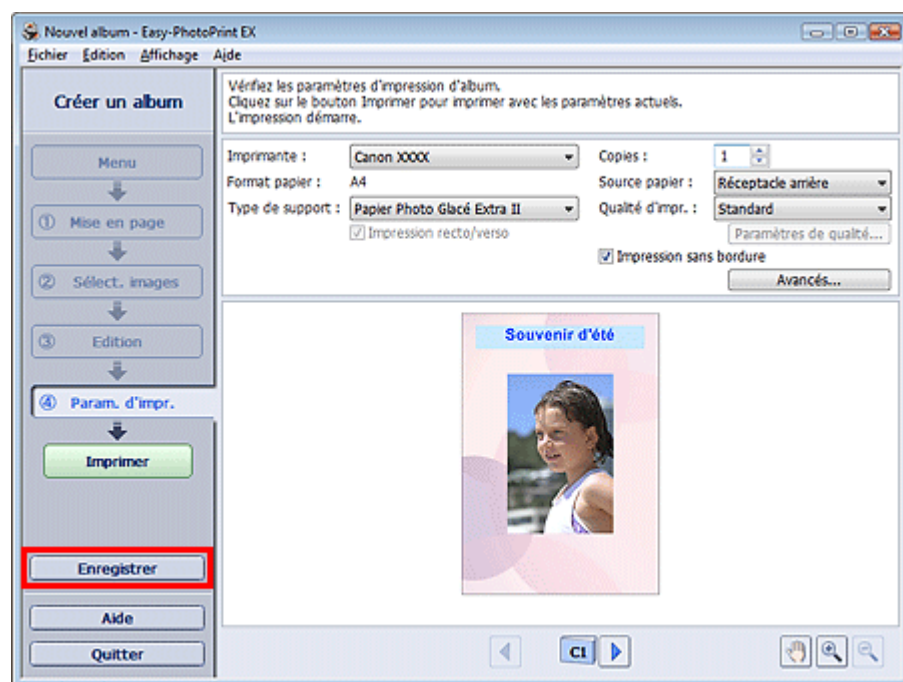 Nouvel album - Easy-PhotoPrint EX
Fichier Édition Affichage Aide
Créer un album
Vérifiez les paramètres d'impression d'album.
Cliquez sur le bouton Imprimer pour imprimer avec les paramètres actuels.
L'impression démarre.
Menu
① Mise en page
② Sélect. images
③ Edition
④ Param. d'impr.
Imprimer
Enregistrer
Aide
Quitter
Imprimante : Canon XXXX Copies : 1
Format papier : A4 Source papier : Réceptacle arrière
Type de support : Papier Photo Glacé Extra II Qualité d'impr. : Standard
Impression recto/verso Paramètres de qualité...
Impression sans bordure
Avancés...
Souvenir d'été
C1